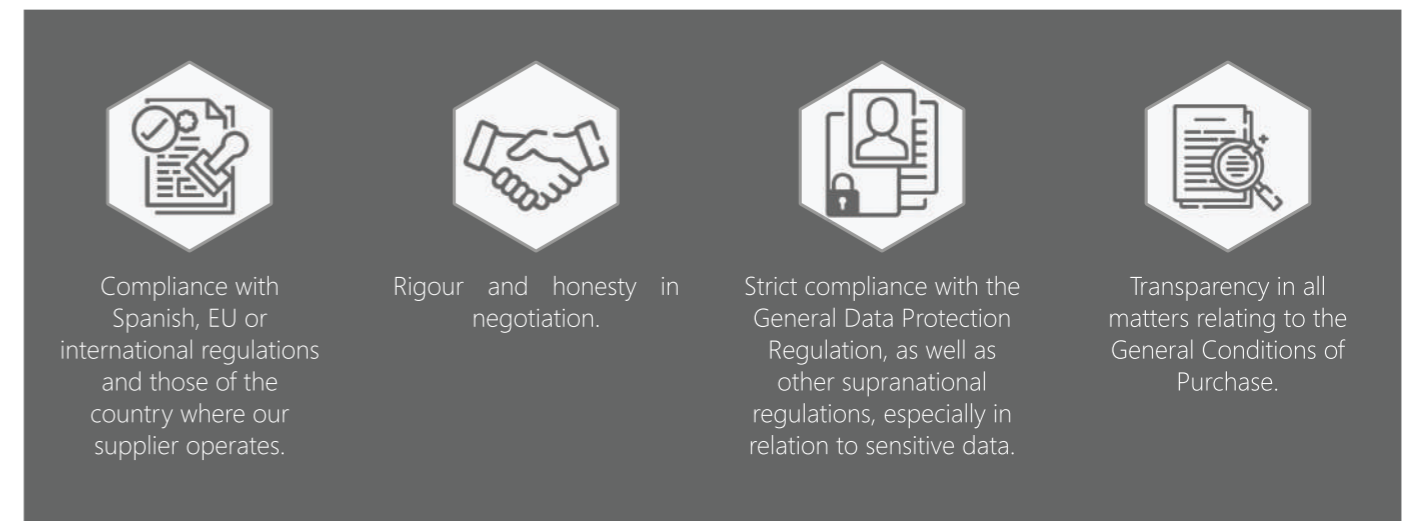 Compliance with
Spanish, EU or
international regulations
and those of the
country where our
supplier operates.
Rigour and honesty in
negotiation.
Strict compliance with the
General Data Protection
Regulation, as well as
other supranational
regulations, especially in
relation to sensitive data.
Transparency in all
matters relating to the
General Conditions of
Purchase.